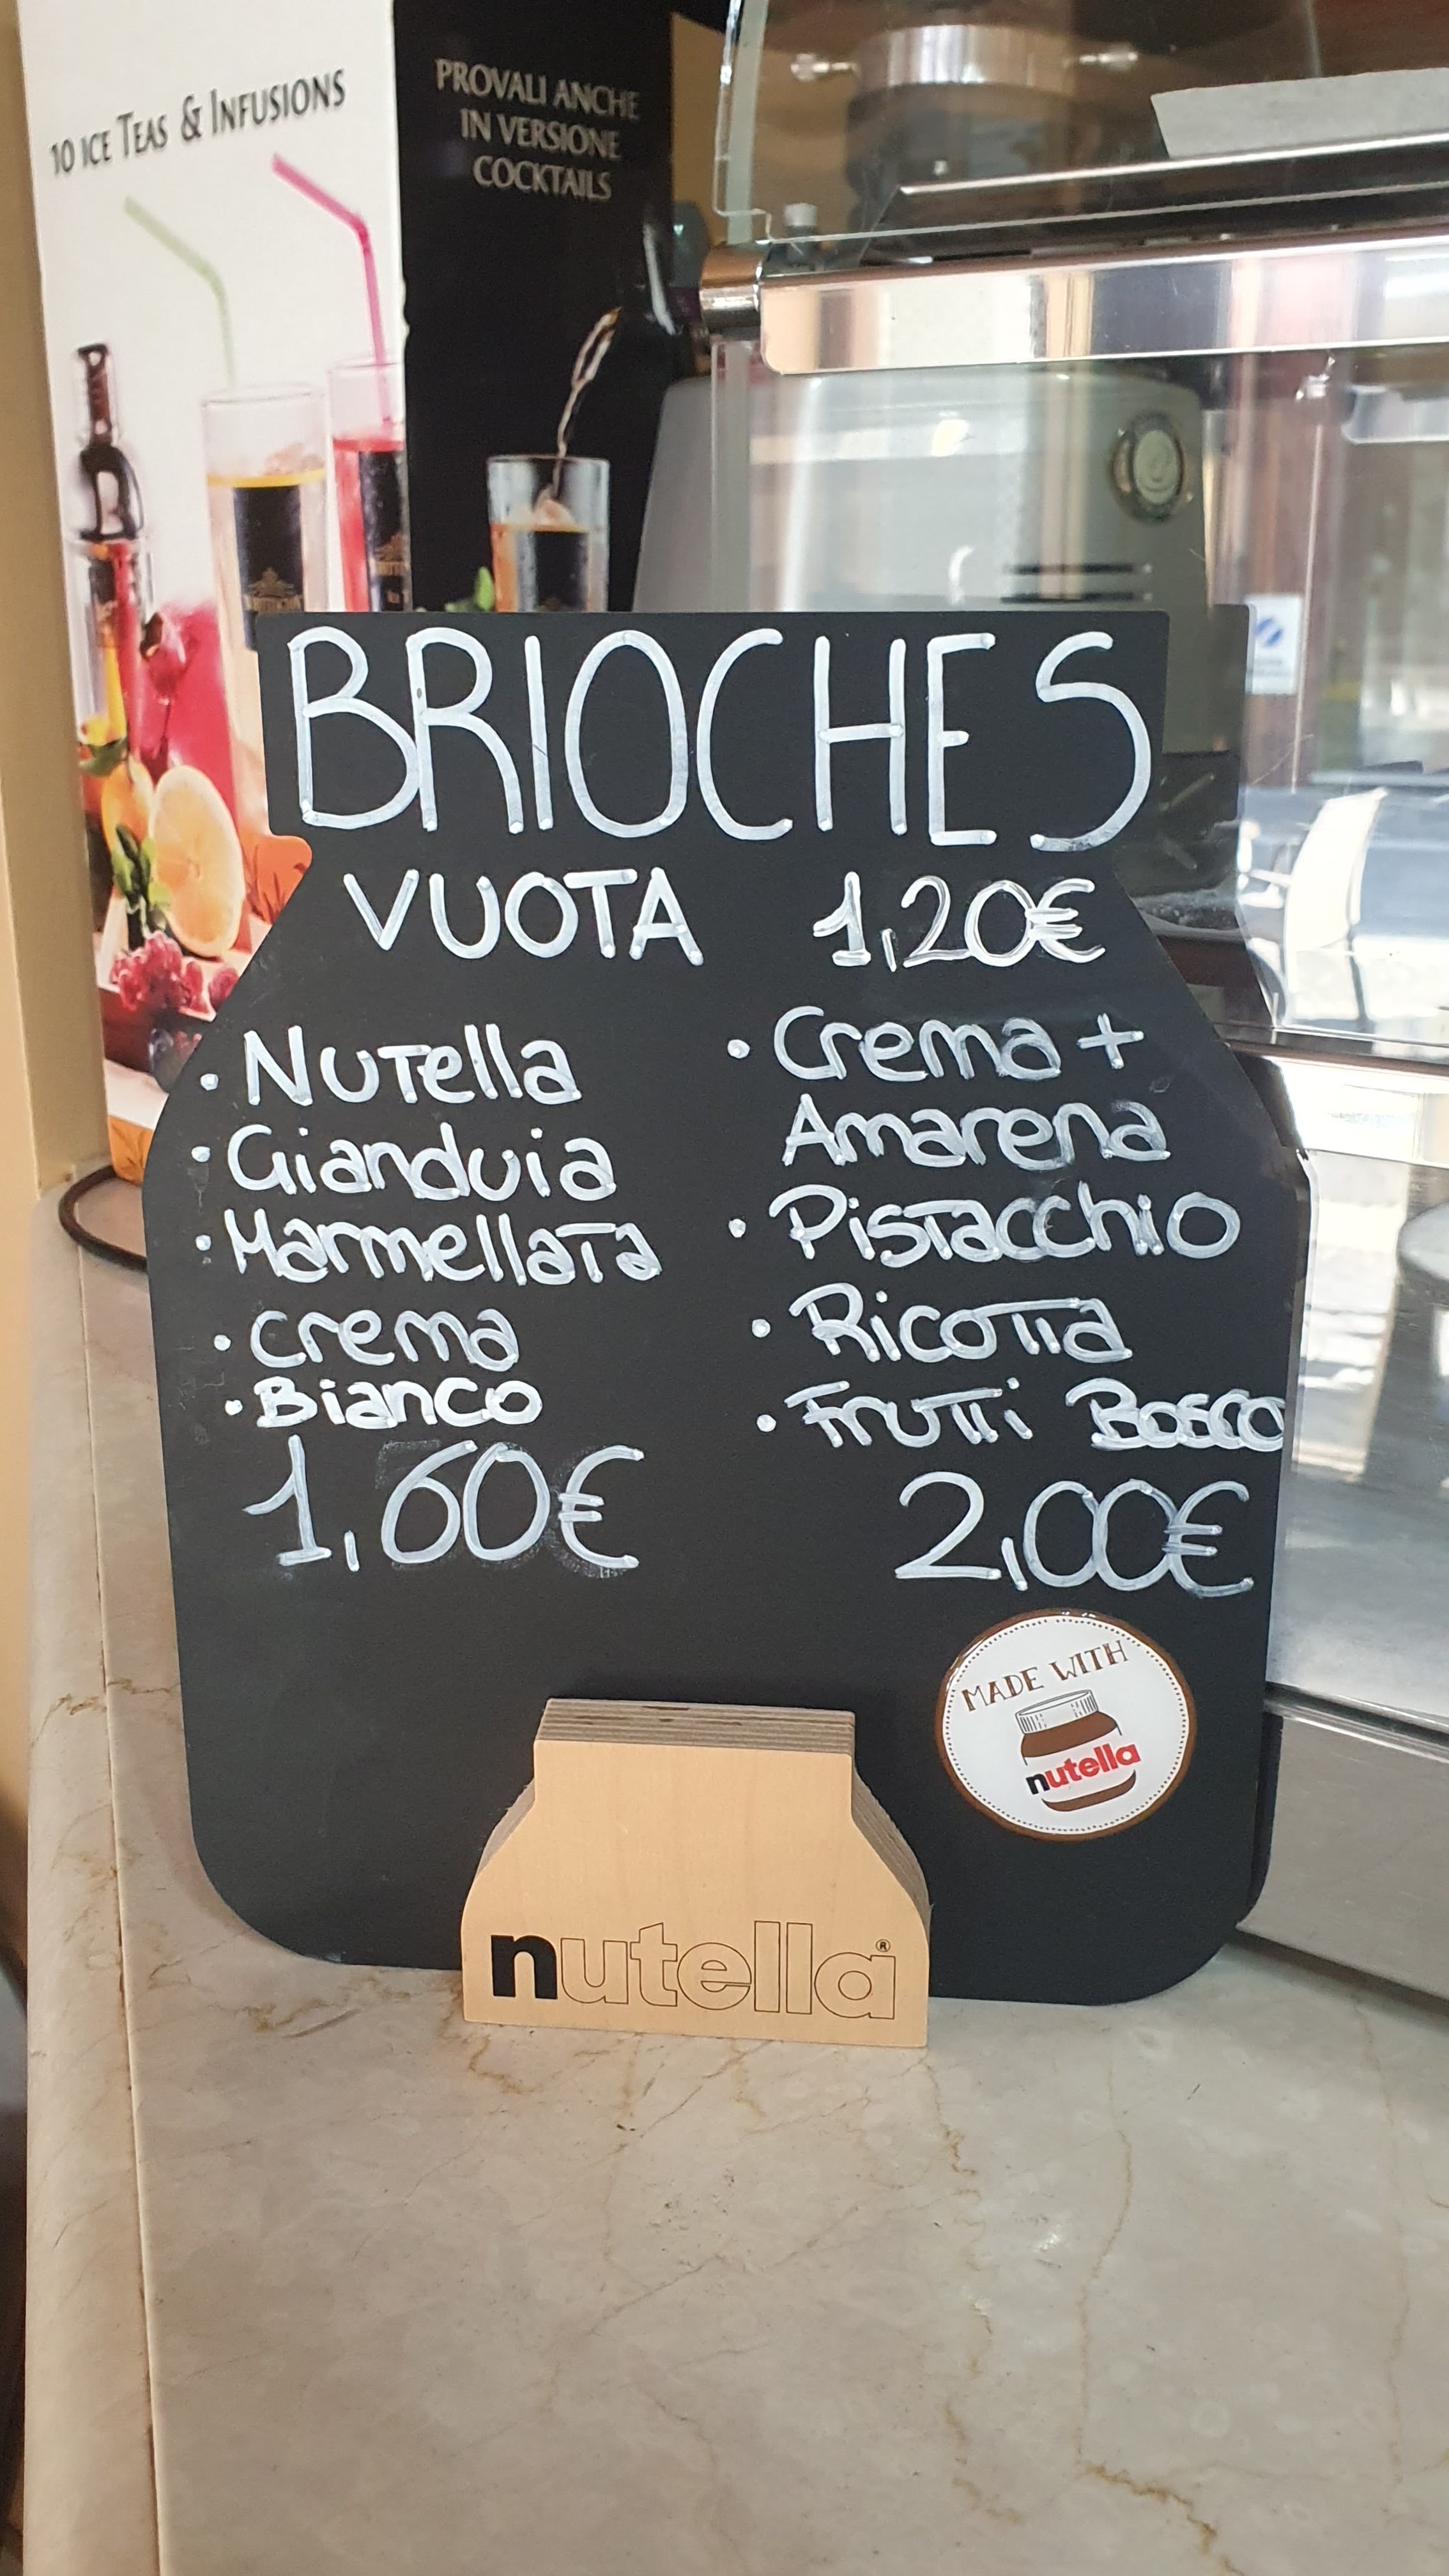 10 ICE TEAS & INFUSIONS
PROVALI ANCHE
IN VERSIONE
COCKTAILS
BRIOCHES
VUOTA 1,20€
• Nutella
• Gianduia
• Marmellata
• crema
• Bianco
1,60€
• Crema +
Amarena
• Pistacchio
• Ricotta
• Frutti Bosco
2,00€
MADE WITH
nutella
nutella®